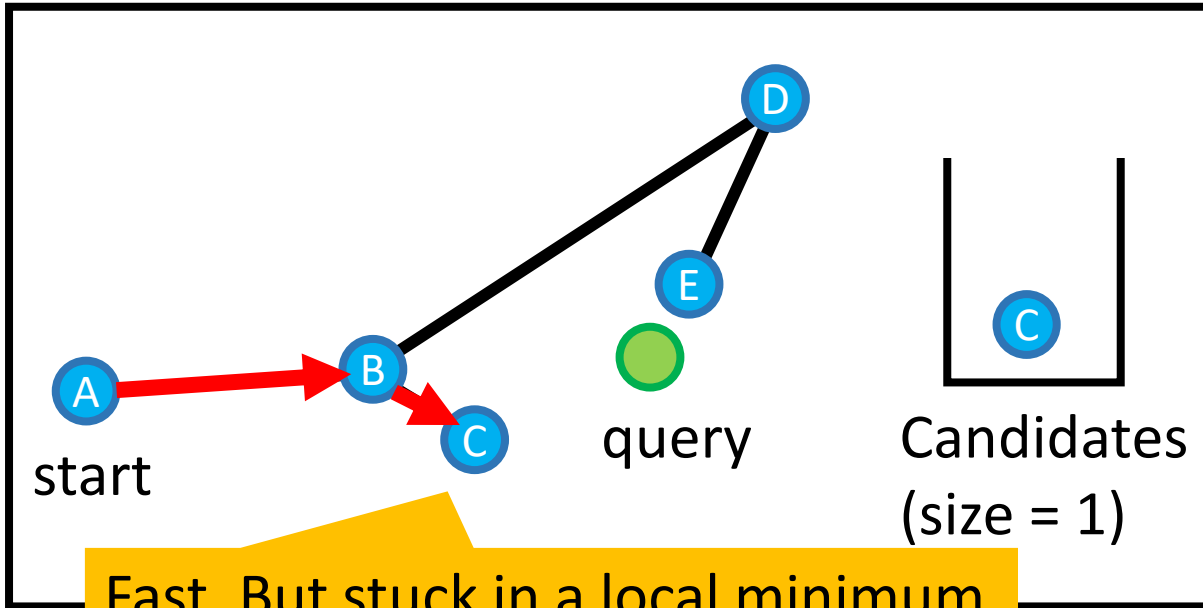 D
E
C
B
A
C
query
Candidates
start
(size = 1)
Fast. But stuck in a local minimum